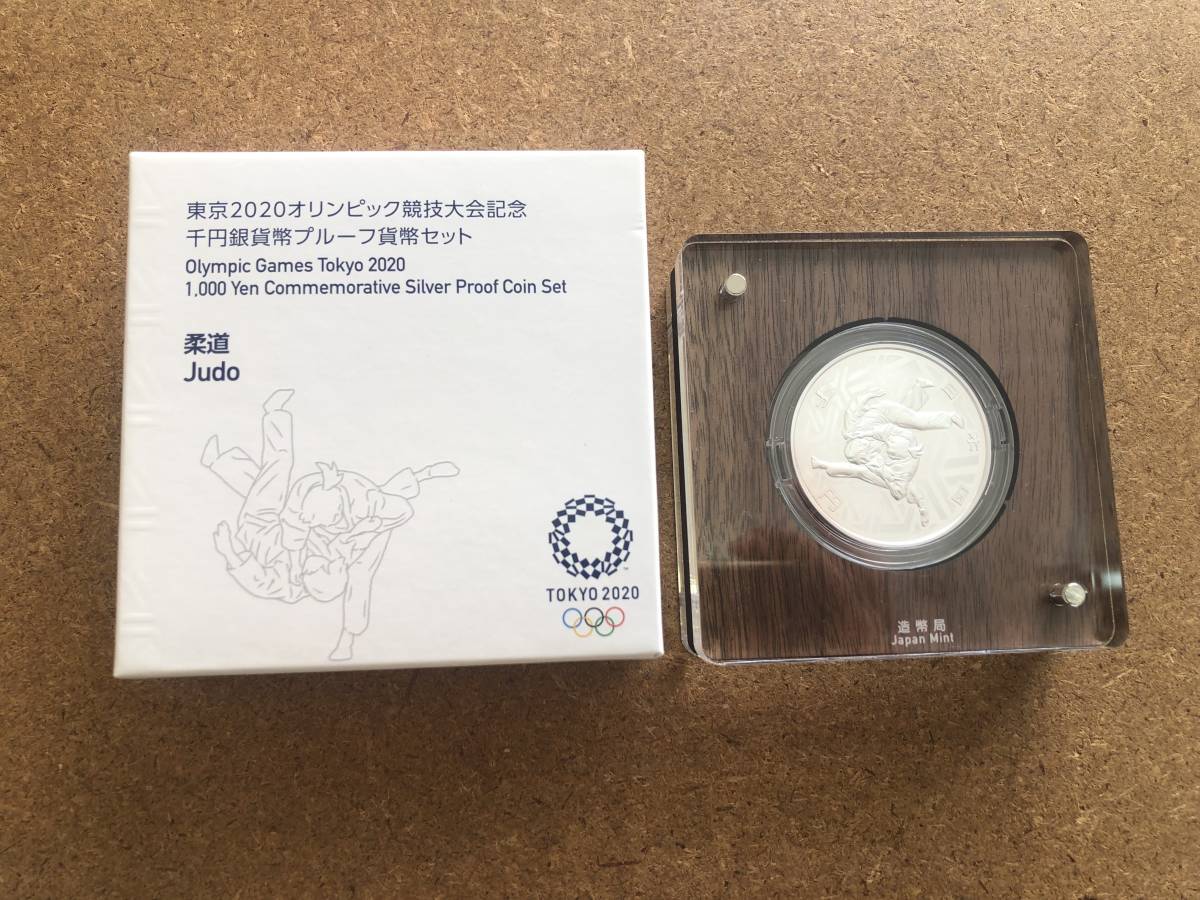 東京2020オリンピック競技大会記念
千円銀貨幣プルーフ貨幣セット
Olympic Games Tokyo 2020
1,000 Yen Commemorative Silver Proof Coin Set
柔道
Judo
TOKYO 2020
造幣局
Japan Mint